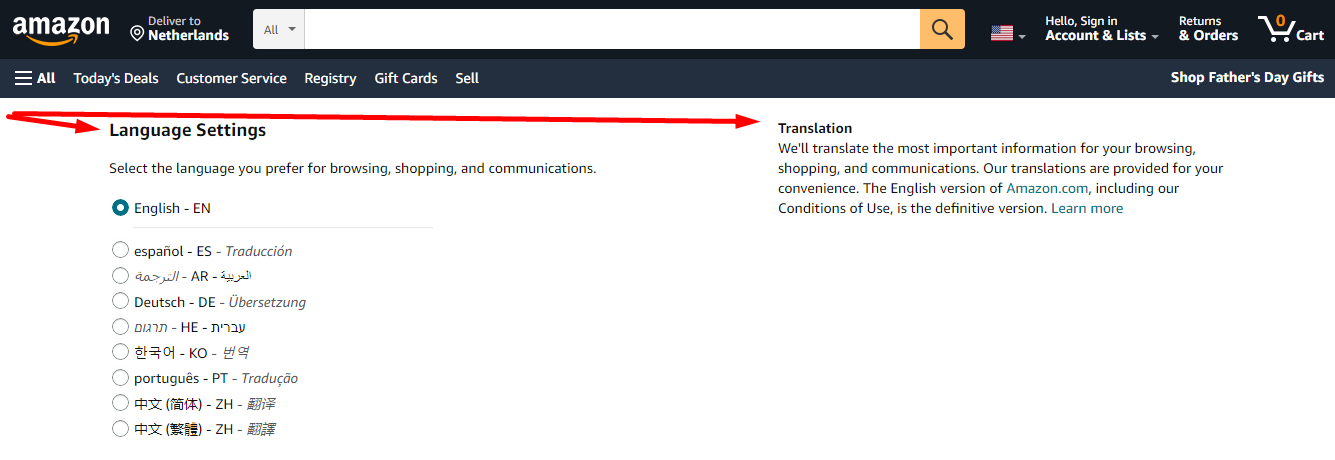 amazon
Deliver to
Netherlands
All
Hello, Sign in
Account & Lists
Returns
& Orders
0
Cart
All
Today's Deals
Customer Service
Registry
Gift Cards
Sell
Shop Father's Day Gifts
Language Settings
Select the language you prefer for browsing, shopping, and communications.
English - EN
español - ES - Traducción
العربية - AR - الترجمة
Deutsch - DE - Übersetzung
עברית - HE - תרגום
한국어 - KO - 번역
português - PT - Tradução
中文 (简体) - ZH - 翻译
中文 (繁體) - ZH - 翻譯
Translation
We'll translate the most important information for your browsing,
shopping, and communications. Our translations are provided for your
convenience. The English version of Amazon.com, including our
Conditions of Use, is the definitive version. Learn more